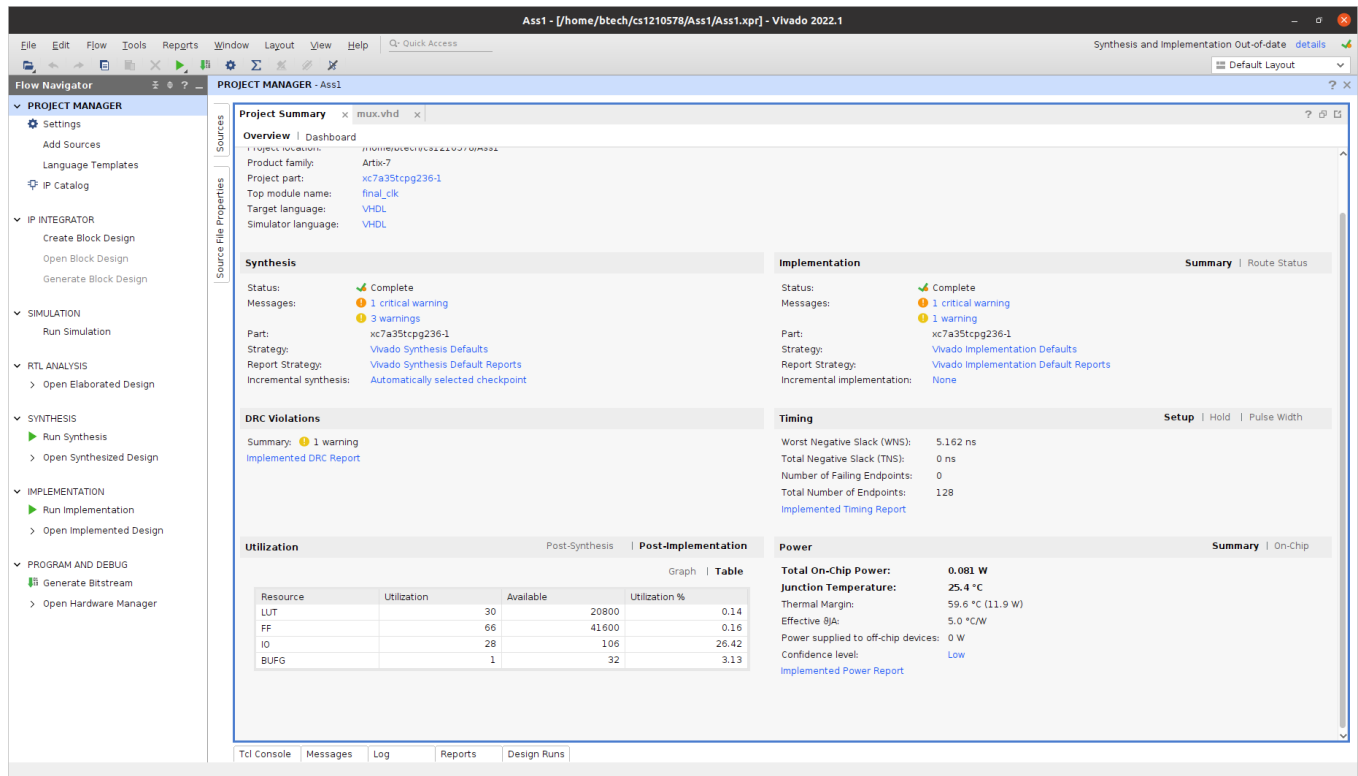 Ass1 - [/home/btech/cs1210578/Ass1/Ass1.xpr] - Vivado 2022.1
File Edit Flow Tools Reports Window Layout View Help Q- Quick Access
Synthesis and Implementation Out-of-date details
Default Layout
Flow Navigator
PROJECT MANAGER - Ass1
PROJECT MANAGER
Settings
Add Sources
Language Templates
IP Catalog
IP INTEGRATOR
Create Block Design
Open Block Design
Generate Block Design
SIMULATION
Run Simulation
RTL ANALYSIS
Open Elaborated Design
SYNTHESIS
Run Synthesis
Open Synthesized Design
IMPLEMENTATION
Run Implementation
Open Implemented Design
PROGRAM AND DEBUG
Generate Bitstream
Open Hardware Manager
Sources
Source File Properties
Project Summary mux.vhd
Overview | Dashboard
Project location: /home/btech/cs1210578/Ass1
Product family: Artix-7
Project part: xc7a35tcpg236-1
Top module name: final_clk
Target language: VHDL
Simulator language: VHDL
Synthesis
Status: Complete
Messages: 1 critical warning
3 warnings
Part: xc7a35tcpg236-1
Strategy: Vivado Synthesis Defaults
Report Strategy: Vivado Synthesis Default Reports
Incremental synthesis: Automatically selected checkpoint
Implementation Summary | Route Status
Status: Complete
Messages: 1 critical warning
1 warning
Part: xc7a35tcpg236-1
Strategy: Vivado Implementation Defaults
Report Strategy: Vivado Implementation Default Reports
Incremental implementation: None
DRC Violations
Summary: 1 warning
Implemented DRC Report
Timing Setup | Hold | Pulse Width
Worst Negative Slack (WNS): 5.162 ns
Total Negative Slack (TNS): 0 ns
Number of Failing Endpoints: 0
Total Number of Endpoints: 128
Implemented Timing Report
Utilization Post-Synthesis | Post-Implementation
Graph | Table
Resource Utilization Available Utilization %
LUT 30 20800 0.14
FF 66 41600 0.16
IO 28 106 26.42
BUFG 1 32 3.13
Power Summary | On-Chip
Total On-Chip Power: 0.081 W
Junction Temperature: 25.4 °C
Thermal Margin: 59.6 °C (11.9 W)
Effective θJA: 5.0 °C/W
Power supplied to off-chip devices: 0 W
Confidence level: Low
Implemented Power Report
Tcl Console Messages Log Reports Design Runs